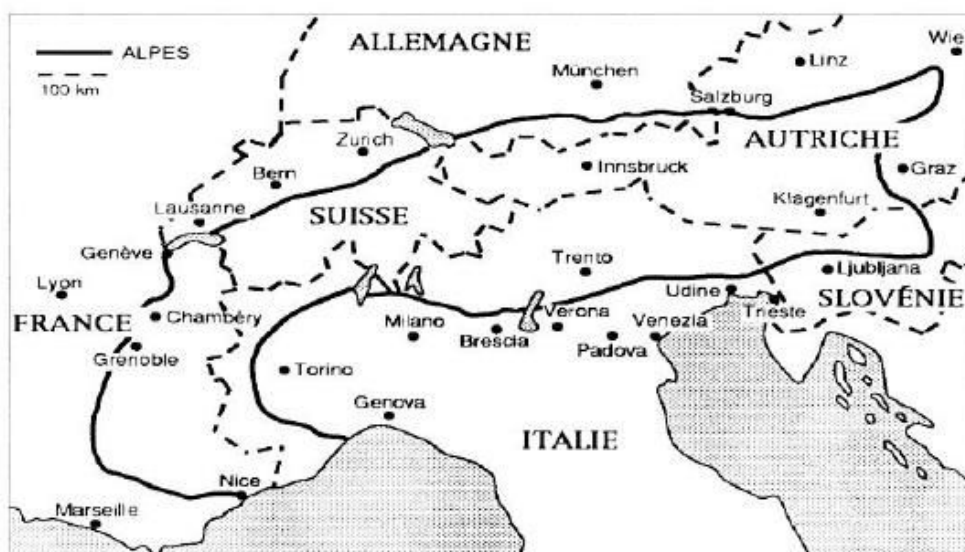 ALPES
100 km
ALLEMAGNE
Wie
Linz
München
Salzburg
AUTRICHE
Zurich
Bern
Innsbruck
Graz
Lausanne
SUISSE
Klagenfurt
Genève
Trento
Ljubljana
Lyon
Udine
SLOVÉNIE
FRANCE
Chambéry
Milano
Verona
Venezia
Trieste
Brescia
Padova
Grenoble
Torino
Genova
ITALIE
Nice
Marseille